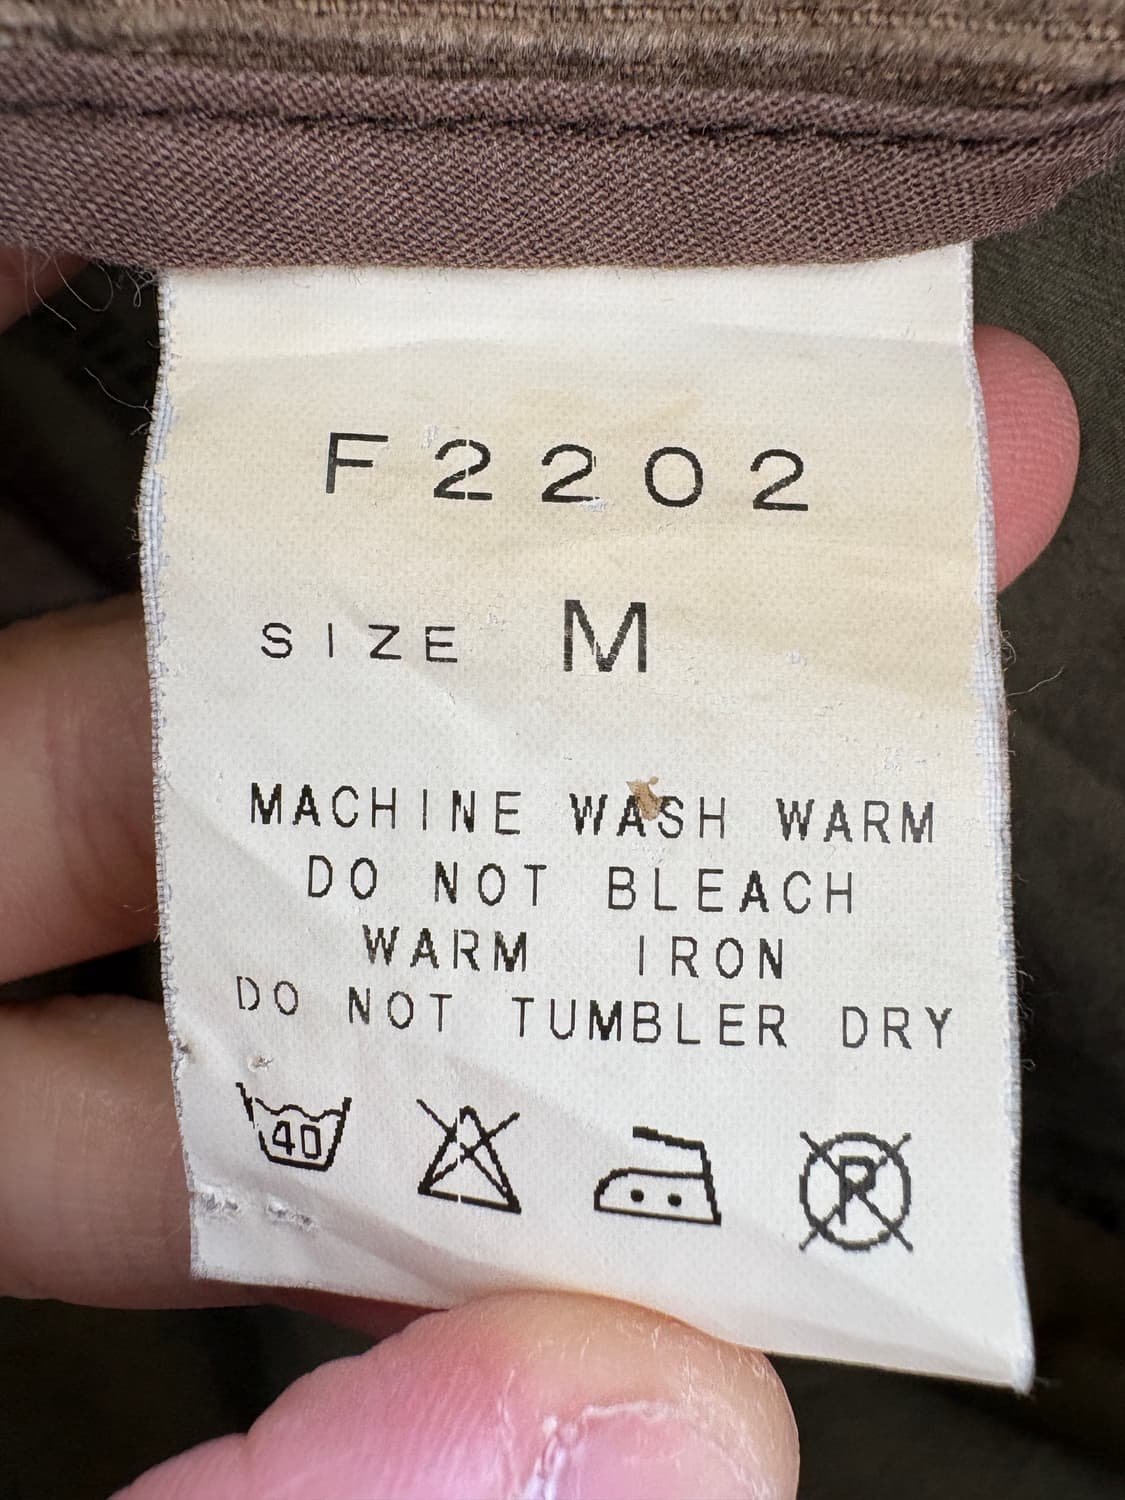 F2202
SIZE M
MACHINE WASH WARM
DO NOT BLEACH
WARM IRON
DO NOT TUMBLER DRY
40
R